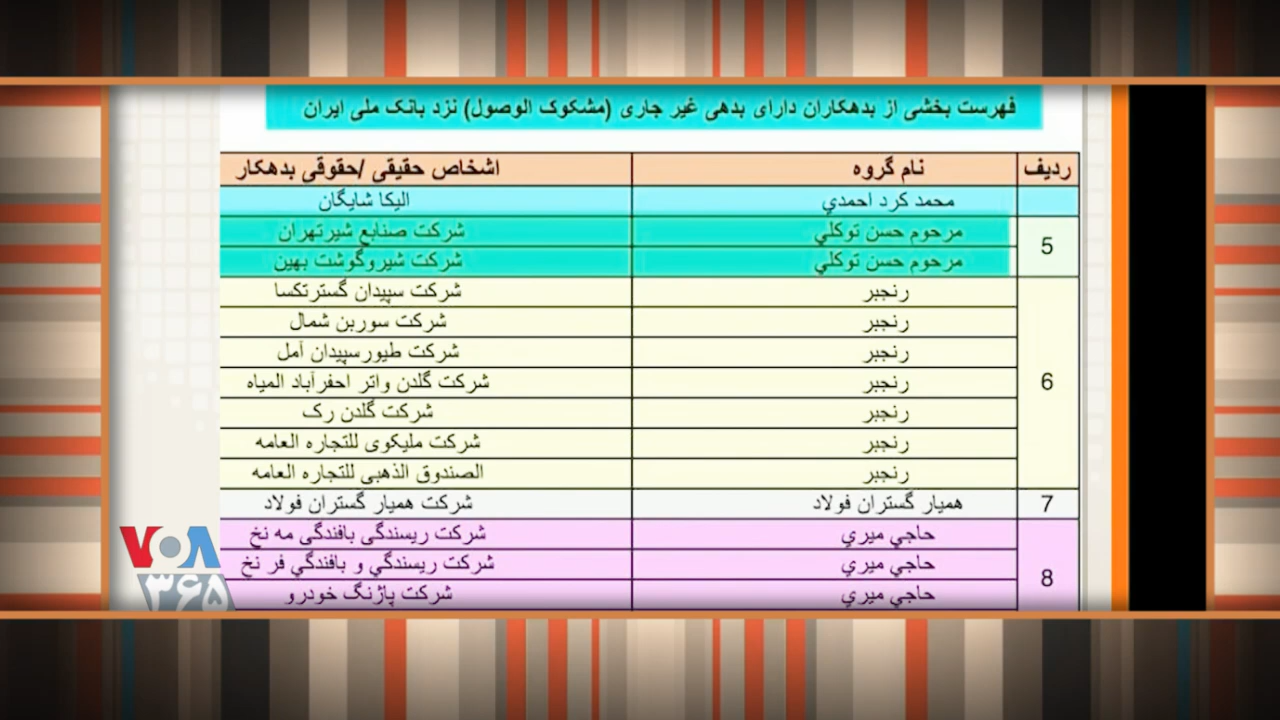 فهرست بخشی از بدهکاران دارای بدهی غیر جاری (مشکوک الوصول) نزد بانک ملی ایران
ردیف نام گروه اشخاص حقیقی /حقوقی بدهکار
محمد كرد احمدي الیکا شایگان
5 مرحوم حسن توكلي شرکت صنایع شیرتهران
مرحوم حسن توكلي شرکت شیروگوشت بهین
6 رنجبر شرکت سپیدان گسترتکسا
رنجبر شرکت سوربن شمال
رنجبر شرکت طیورسپیدان آمل
رنجبر شرکت گلدن واتر احفرآباد المیاه
رنجبر شرکت گلدن رک
رنجبر شرکت ملیکوی للتجاره العامه
رنجبر الصندوق الذهبی للتجاره العامه
7 همیار گستران فولاد شرکت همیار گستران فولاد
8 حاجي ميري شرکت ریسندگی بافندگی مه نخ
حاجي ميري شركت ريسندگي و بافندگي فر نخ
حاجي ميري شرکت پاژنگ خودرو
VOA
۳۶۵